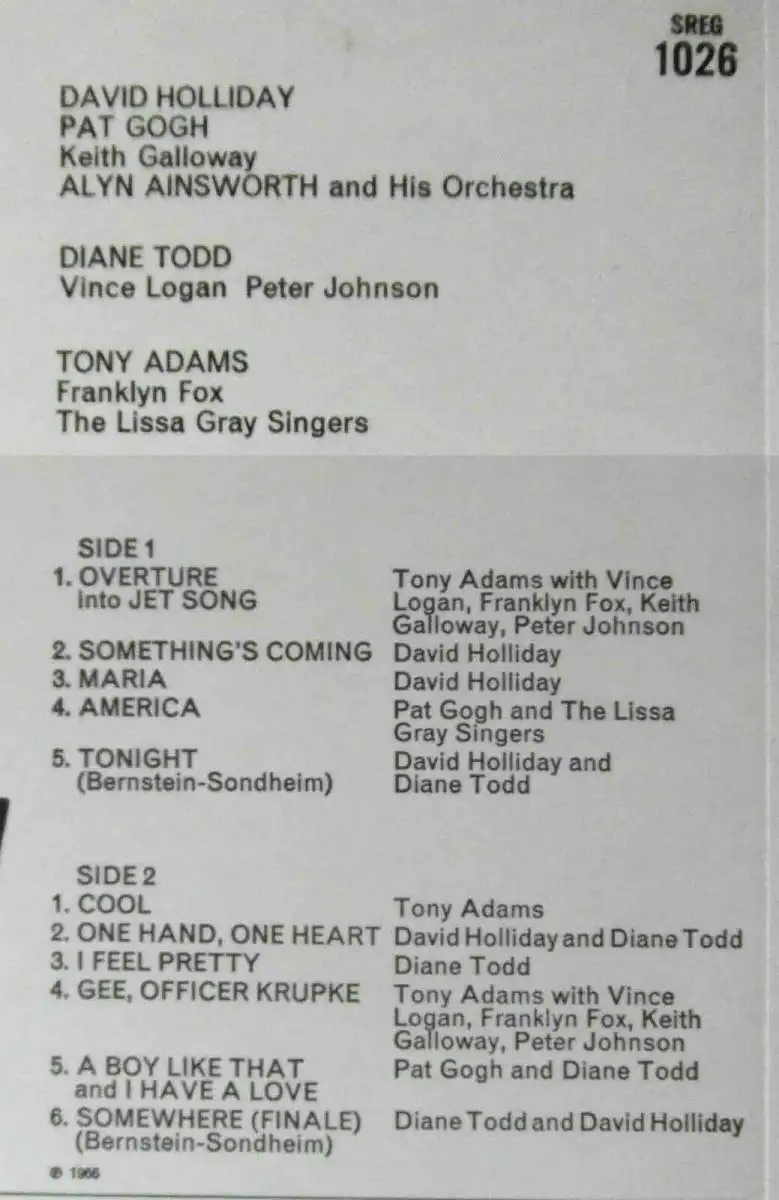 SREG
1026
DAVID HOLLIDAY
PAT GOGH
Keith Galloway
ALYN AINSWORTH and His Orchestra
DIANE TODD
Vince Logan Peter Johnson
TONY ADAMS
Franklyn Fox
The Lissa Gray Singers
SIDE 1
1. OVERTURE
into JET SONG
Tony Adams with Vince
Logan, Franklyn Fox, Keith
Galloway, Peter Johnson
2. SOMETHING'S COMING David Holliday
3. MARIA David Holliday
4. AMERICA Pat Gogh and The Lissa
Gray Singers
5. TONIGHT David Holliday and
(Bernstein-Sondheim) Diane Todd
SIDE 2
1. COOL Tony Adams
2. ONE HAND, ONE HEART David Holliday and Diane Todd
3. I FEEL PRETTY Diane Todd
4. GEE, OFFICER KRUPKE Tony Adams with Vince
Logan, Franklyn Fox, Keith
Galloway, Peter Johnson
5. A BOY LIKE THAT Pat Gogh and Diane Todd
and I HAVE A LOVE
6. SOMEWHERE (FINALE) Diane Todd and David Holliday
(Bernstein-Sondheim)
℗ 1966